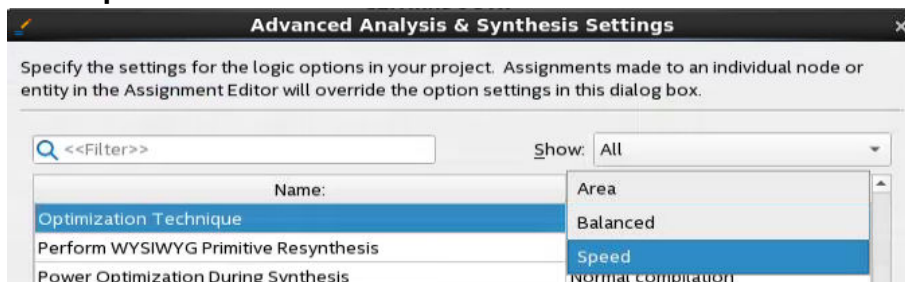 Advanced Analysis & Synthesis Settings
Specify the settings for the logic options in your project. Assignments made to an individual node or
entity in the Assignment Editor will override the option settings in this dialog box.
<<Filter>>
Show: All
Name:
Area
Optimization Technique
Balanced
Perform WYSIWYG Primitive Resynthesis
Speed
Power Optimization During Synthesis
Normal compilation